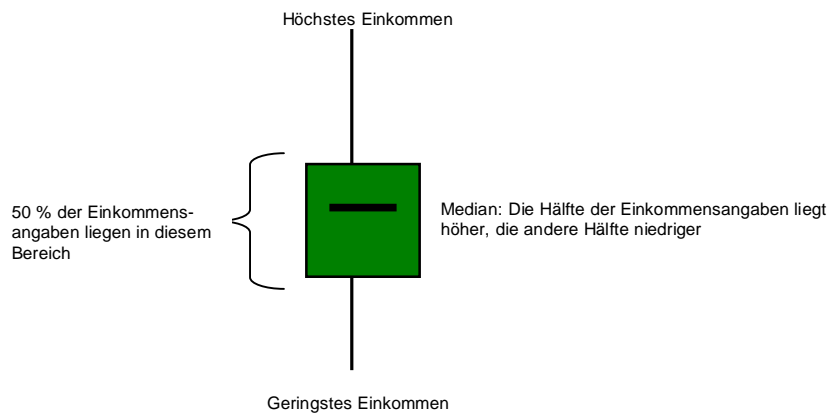 Höchstes Einkommen
50 % der Einkommens-
angaben liegen in diesem
Bereich
Median: Die Hälfte der Einkommensangaben liegt
höher, die andere Hälfte niedriger
Geringstes Einkommen